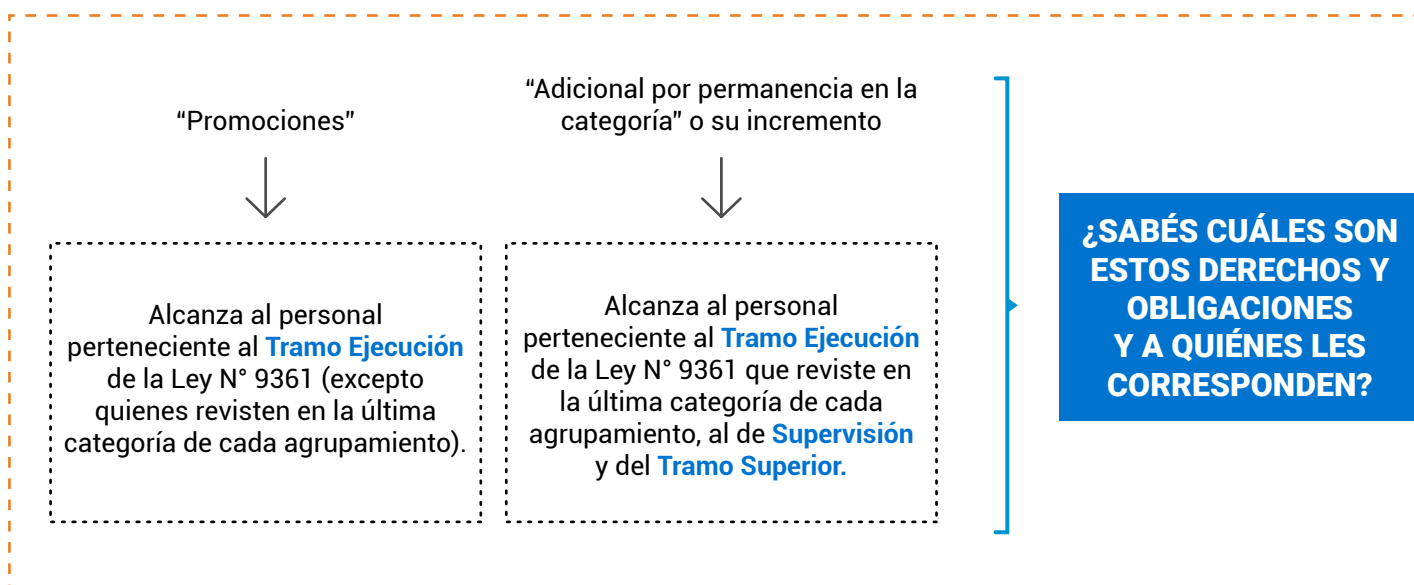 “Promociones”
Alcanza al personal
perteneciente al Tramo Ejecución
de la Ley N° 9361 (excepto
quienes revisten en la última
categoría de cada agrupamiento).
“Adicional por permanencia en la
categoría” o su incremento
Alcanza al personal
perteneciente al Tramo Ejecución
de la Ley N° 9361 que reviste en
la última categoría de cada
agrupamiento, al de Supervisión
y del Tramo Superior.
¿SABÉS CUÁLES SON
ESTOS DERECHOS Y
OBLIGACIONES
Y A QUIÉNES LES
CORRESPONDEN?